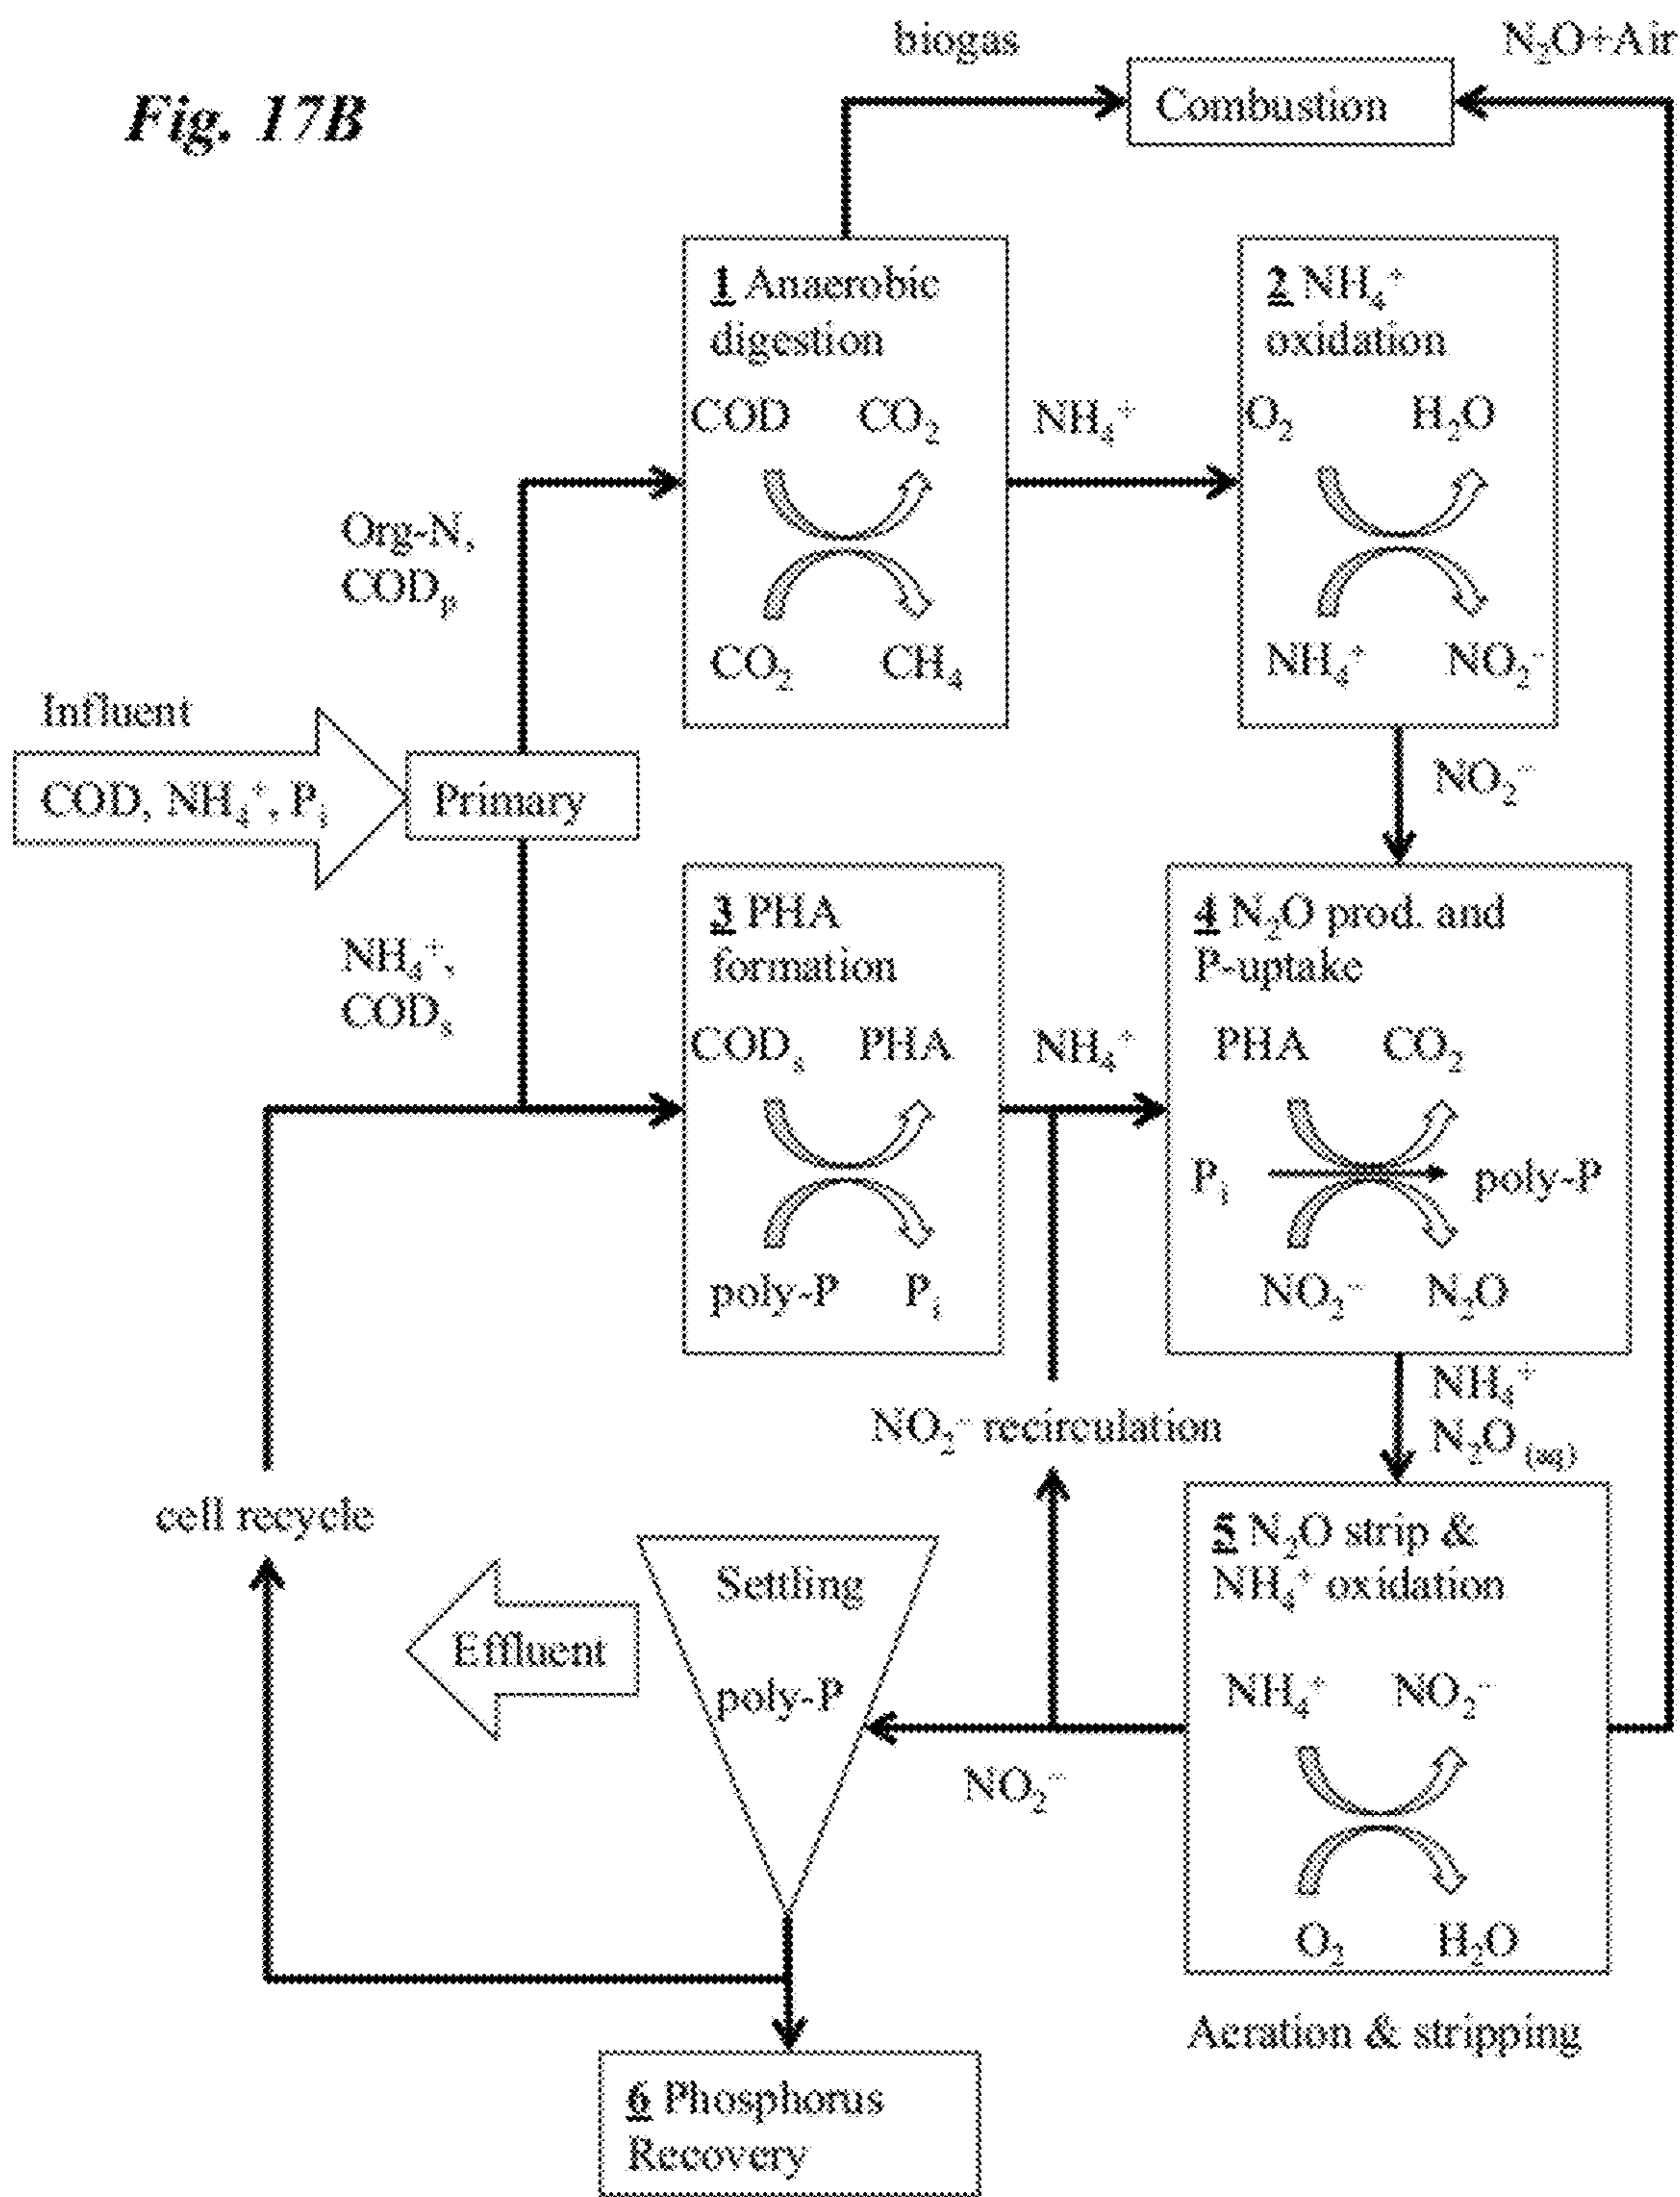 Fig. 17B
biogas
N₂O+Air
Combustion
1 Anaerobic
digestion
COD CO₂
CO₂ CH₄
NH₄⁺
2 NH₄⁺
oxidation
O₂ H₂O
NH₄⁺ NO₂⁻
Org-N,
CODₚ
Influent
COD, NH₄⁺, Pᵢ
Primary
NO₂⁻
NH₄⁺,
CODₛ
3 PHA
formation
CODₛ PHA
poly-P Pᵢ
NH₄⁺
4 N₂O prod. and
P-uptake
PHA CO₂
Pᵢ poly-P
NO₂⁻ N₂O
NH₄⁺
N₂O (aq)
NO₂⁻ recirculation
cell recycle
Effluent
Settling
poly-P
NO₂⁻
5 N₂O strip &
NH₄⁺ oxidation
NH₄⁺ NO₂⁻
O₂ H₂O
Aeration & stripping
6 Phosphorus
Recovery